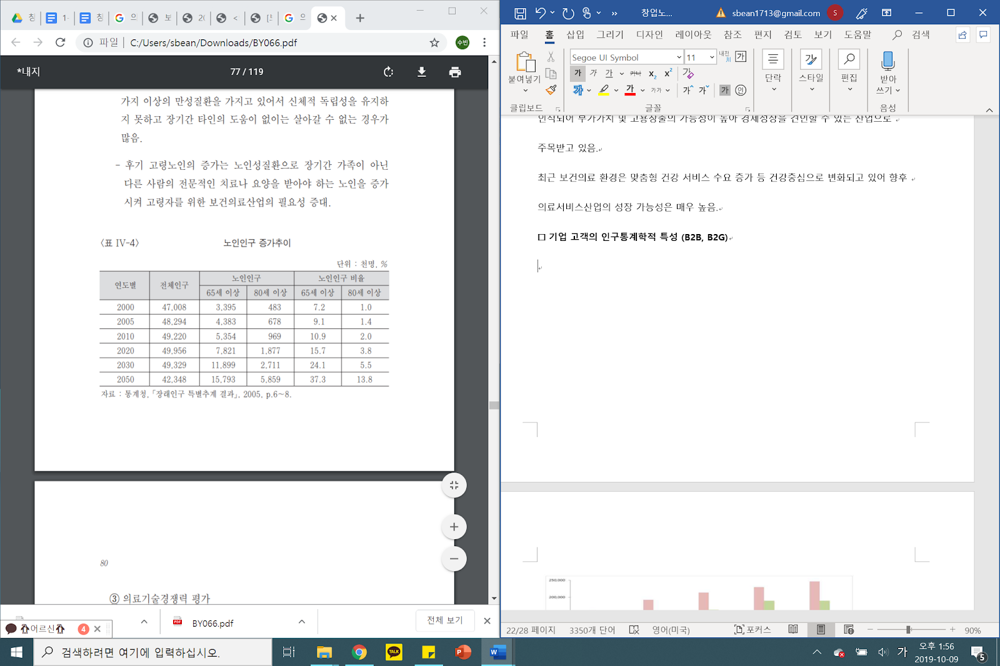 수빈
파일 C:/Users/sbean/Downloads/BY066.pdf
*내지
77 / 119
가지 이상의 만성질환을 가지고 있어서 신체적 독립성을 유지하
지 못하고 장기간 타인의 도움이 없이는 살아갈 수 없는 경우가
많음.
- 후기 고령노인의 증가는 노인성질환으로 장기간 가족이 아닌
다른 사람의 전문적인 치료나 요양을 받아야 하는 노인을 증가
시켜 고령자를 위한 보건의료산업의 필요성 증대.
〈표 Ⅳ-4〉 노인인구 증가추이
단위 : 천명, %
연도별 전체인구 노인인구 노인인구 비율
65세 이상 80세 이상 65세 이상 80세 이상
2000 47,008 3,395 483 7.2 1.0
2005 48,294 4,383 678 9.1 1.4
2010 49,220 5,354 969 10.9 2.0
2020 49,956 7,821 1,877 15.7 3.8
2030 49,329 11,899 2,711 24.1 5.5
2050 42,348 15,793 5,859 37.3 13.8
자료 : 통계청, 「장래인구 특별추계 결과」, 2005, p.6~8.
80
③ 의료기술경쟁력 평가
어르신 4
BY066.pdf
전체 보기
창업노... sbean1713@gmail.com S
파일 홈 삽입 그리기 디자인 레이아웃 참조 편지 검토 보기 도움말 검색
붙여넣기
클립보드
Segoe UI Symbol 11
글꼴
단락
스타일
편집
받아
쓰기
음성
인식되어 부가가치 및 고용창출의 가능성이 높아 경제성장을 견인할 수 있는 산업으로
주목받고 있음.
최근 보건의료 환경은 맞춤형 건강 서비스 수요 증가 등 건강중심으로 변화되고 있어 향후
의료서비스산업의 성장 가능성은 매우 높음.
□ 기업 고객의 인구통계학적 특성 (B2B, B2G)
250,000
200,000
22/28 페이지 3350개 단어 영어(미국) 포커스 90%
검색하려면 여기에 입력하십시오.
TALK
가
오후 1:56
2019-10-09
5